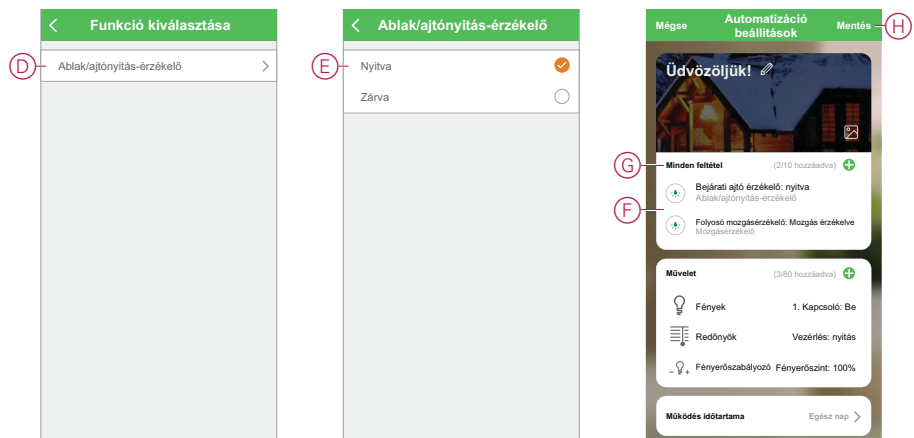 Funkció kiválasztása
D
Ablak/ajtónyitás-érzékelő
Ablak/ajtónyitás-érzékelő
E
Nyitva
Zárva
Mégse
Automatizáció
beállítások
Mentés
H
Üdvözöljük!
G
Minden feltétel
(2/10 hozzáadva)
F
Bejárati ajtó érzékelő: nyitva
Ablak/ajtónyitás-érzékelő
Folyosó mozgásérzékelő: Mozgás érzékelve
Mozgásérzékelő
Művelet
(3/80 hozzáadva)
Fények
1. Kapcsoló: Be
Redőnyök
Vezérlés: nyitás
Fényerőszabályozó
Fényerőszint: 100%
Működés időtartama
Egész nap